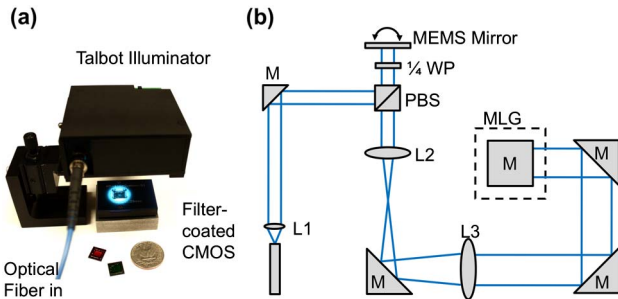 (a)
Talbot Illuminator
Filter-
coated
CMOS
Optical
Fiber in
(b)
MEMS Mirror
¼ WP
M
PBS
L2
MLG
M
M
L1
L3
M
M